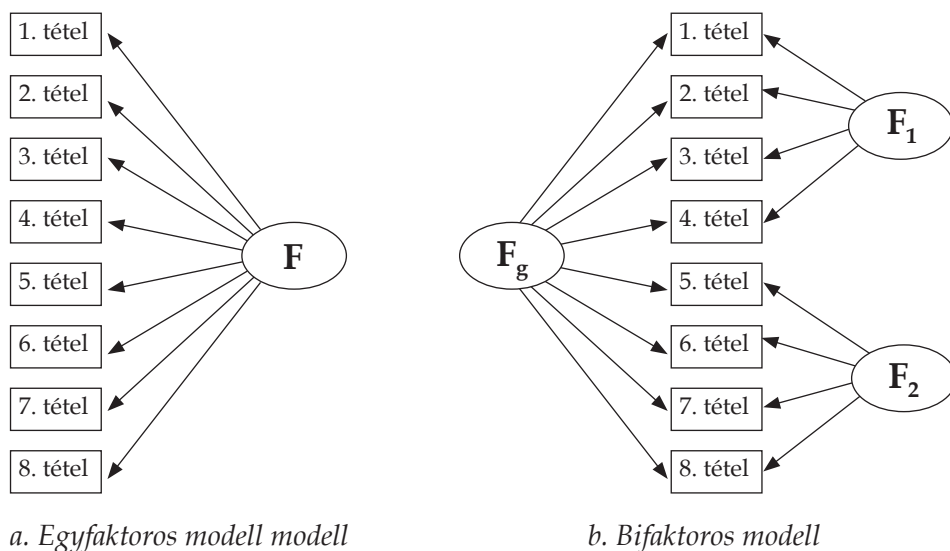 1. tétel
2. tétel
3. tétel
4. tétel
5. tétel
6. tétel
7. tétel
8. tétel
F
a. Egyfaktoros modell modell
1. tétel
2. tétel
3. tétel
4. tétel
5. tétel
6. tétel
7. tétel
8. tétel
Fg
F1
F2
b. Bifaktoros modell